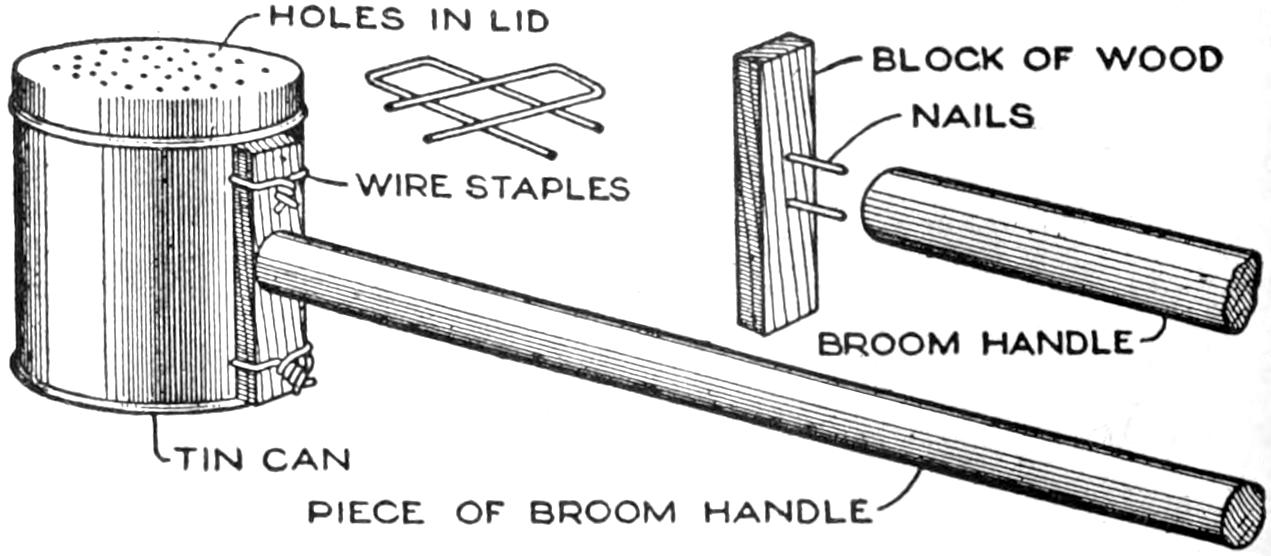 HOLES IN LID
BLOCK OF WOOD
NAILS
WIRE STAPLES
BROOM HANDLE
TIN CAN
PIECE OF BROOM HANDLE